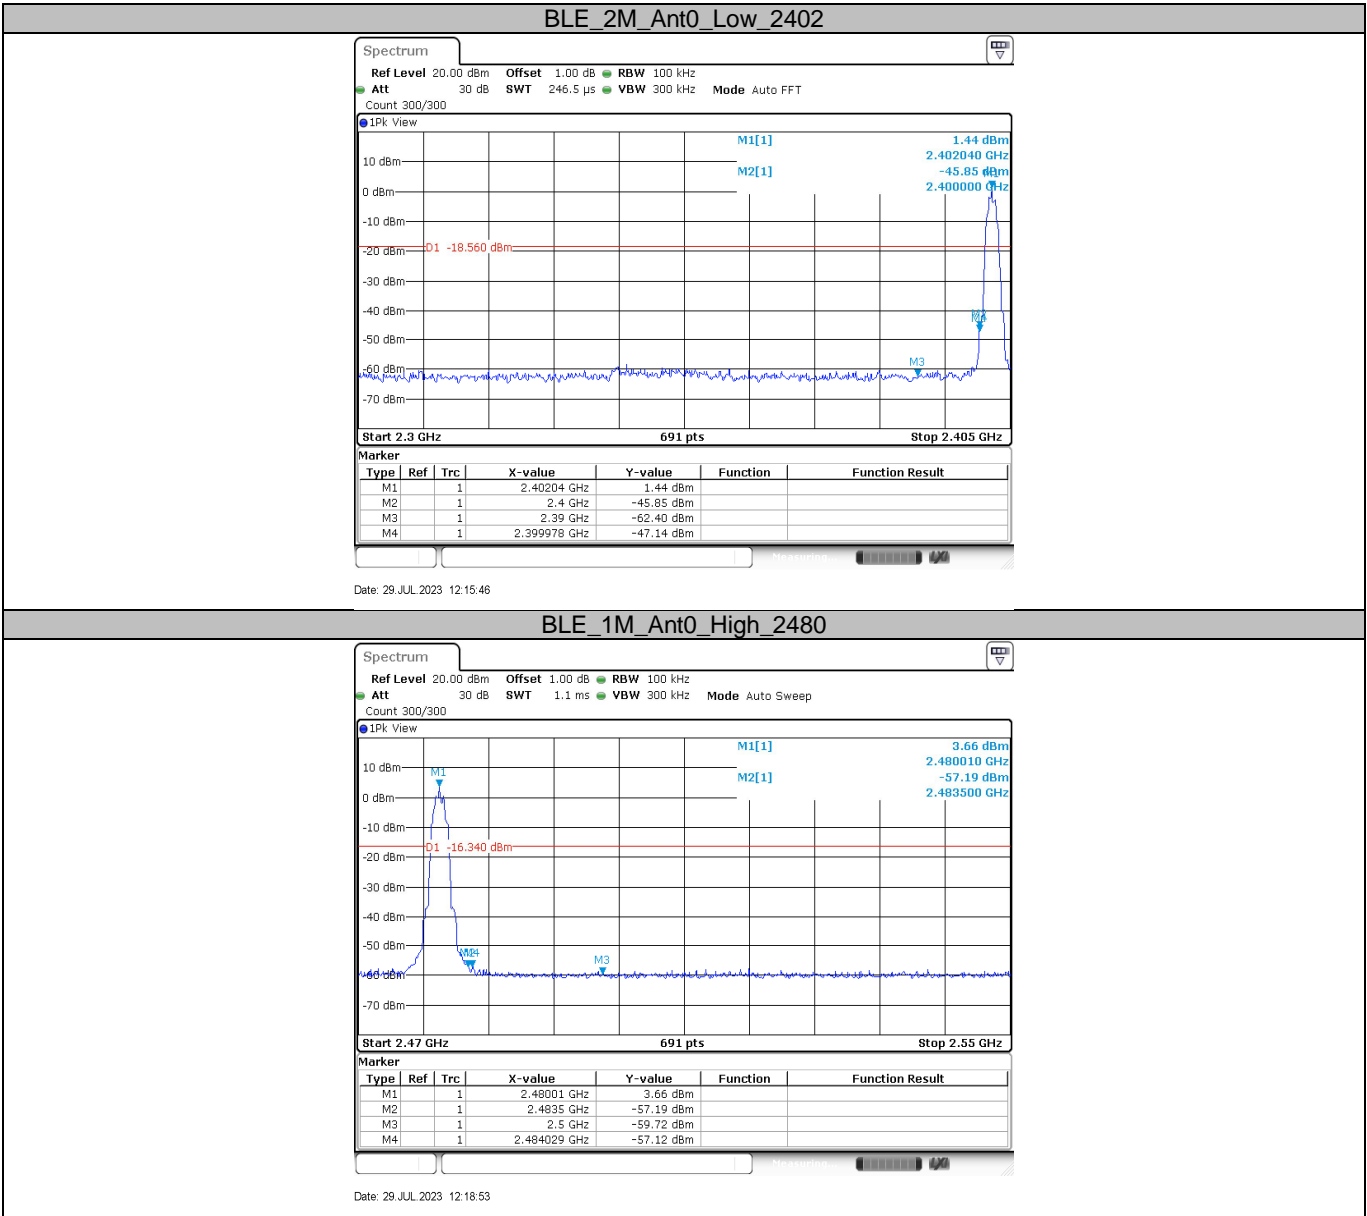 BLE_2M_Ant0_Low_2402
Spectrum
Ref Level 20.00 dBm Offset 1.00 dB RBW 100 kHz
Att 30 dB SWT 246.5 µs VBW 300 kHz Mode Auto FFT
Count 300/300
1Pk View
M1[1] 1.44 dBm
2.402040 GHz
M2[1] -45.85 dBm
2.400000 GHz
M1
10 dBm
0 dBm
-10 dBm
D1 -18.560 dBm
-20 dBm
-30 dBm
-40 dBm
-50 dBm
M3
-60 dBm
-70 dBm
Start 2.3 GHz 691 pts Stop 2.405 GHz
Marker
Type Ref Trc X-value Y-value Function Function Result
M1 1 2.40204 GHz 1.44 dBm
M2 1 2.4 GHz -45.85 dBm
M3 1 2.39 GHz -62.40 dBm
M4 1 2.399978 GHz -47.14 dBm
Measuring...
Date: 29.JUL.2023 12:15:46
BLE_1M_Ant0_High_2480
Spectrum
Ref Level 20.00 dBm Offset 1.00 dB RBW 100 kHz
Att 30 dB SWT 1.1 ms VBW 300 kHz Mode Auto Sweep
Count 300/300
1Pk View
M1[1] 3.66 dBm
2.480010 GHz
M2[1] -57.19 dBm
2.483500 GHz
10 dBm
M1
0 dBm
-10 dBm
D1 -16.340 dBm
-20 dBm
-30 dBm
-40 dBm
-50 dBm
M4
M3
-60 dBm
-70 dBm
Start 2.47 GHz 691 pts Stop 2.55 GHz
Marker
Type Ref Trc X-value Y-value Function Function Result
M1 1 2.48001 GHz 3.66 dBm
M2 1 2.4835 GHz -57.19 dBm
M3 1 2.5 GHz -59.72 dBm
M4 1 2.484029 GHz -57.12 dBm
Measuring...
Date: 29.JUL.2023 12:18:53